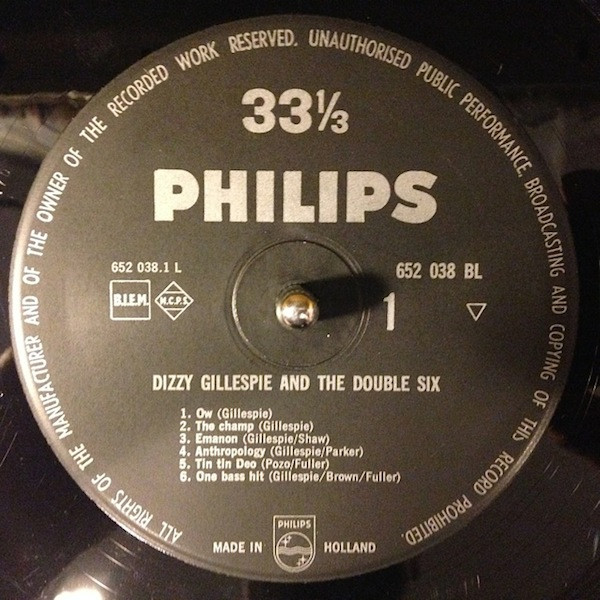 ALL RIGHTS OF THE MANUFACTURER AND OF THE OWNER OF THE RECORDED WORK RESERVED. UNAUTHORISED PUBLIC PERFORMANCE, BROADCASTING AND COPYING OF THIS RECORD PROHIBITED.
33⅓
PHILIPS
652 038.1 L
652 038 BL
B.I.E.M.
M.C.P.S.
1
▽
DIZZY GILLESPIE AND THE DOUBLE SIX
1. Ow (Gillespie)
2. The champ (Gillespie)
3. Emanon (Gillespie/Shaw)
4. Anthropology (Gillespie/Parker)
5. Tin tin Deo (Pozo/Fuller)
6. One bass hit (Gillespie/Brown/Fuller)
PHILIPS
MADE IN HOLLAND